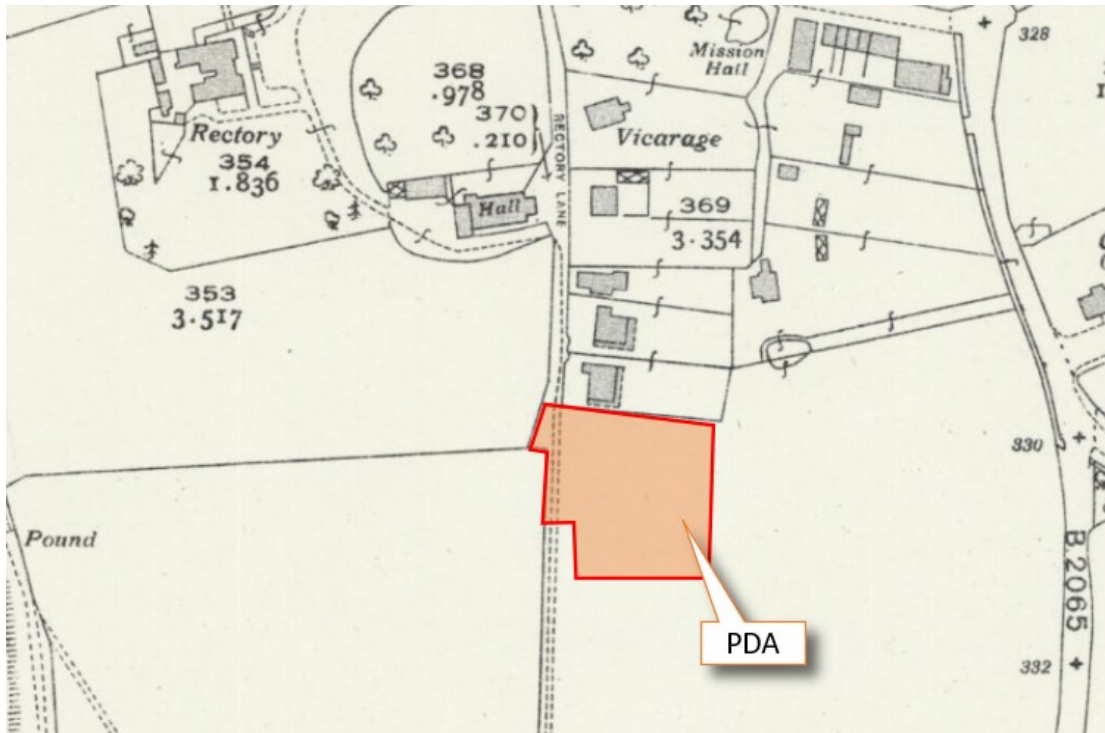 328
Mission
Hall
368
.978
370
.210
Rectory
354
1.836
RECTORY LANE
Vicarage
Hall
369
3.354
353
3.517
330
Pound
B.2065
PDA
332